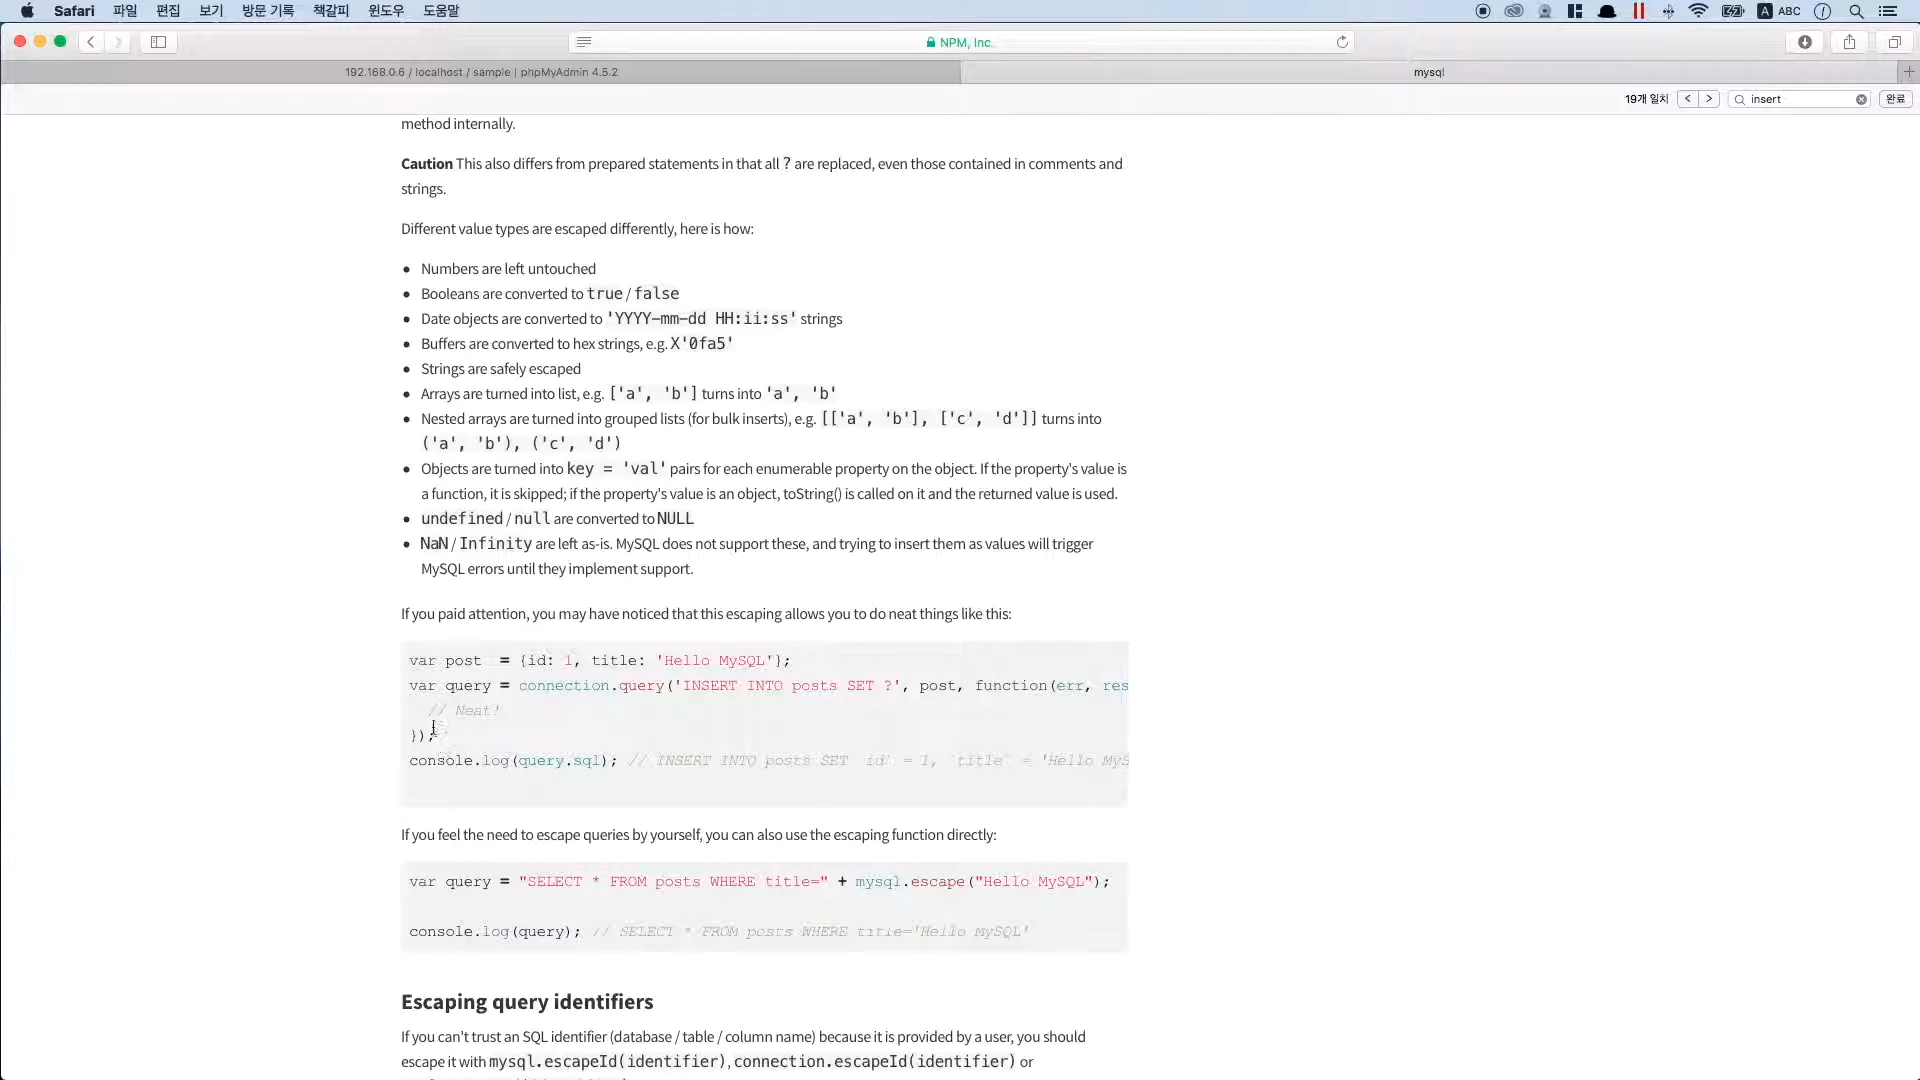 Safari 파일 편집 보기 방문 기록 책갈피 윈도우 도움말 A ABC
NPM, Inc.
192.168.0.6 / localhost / sample | phpMyAdmin 4.5.2 mysql
19개 일치 insert 완료
method internally.
Caution This also differs from prepared statements in that all ? are replaced, even those contained in comments and
strings.
Different value types are escaped differently, here is how:
Numbers are left untouched
Booleans are converted to true / false
Date objects are converted to 'YYYY-mm-dd HH:ii:ss' strings
Buffers are converted to hex strings, e.g. X'0fa5'
Strings are safely escaped
Arrays are turned into list, e.g. ['a', 'b'] turns into 'a', 'b'
Nested arrays are turned into grouped lists (for bulk inserts), e.g. [['a', 'b'], ['c', 'd']] turns into
('a', 'b'), ('c', 'd')
Objects are turned into key = 'val' pairs for each enumerable property on the object. If the property's value is
a function, it is skipped; if the property's value is an object, toString() is called on it and the returned value is used.
undefined / null are converted to NULL
NaN / Infinity are left as-is. MySQL does not support these, and trying to insert them as values will trigger
MySQL errors until they implement support.
If you paid attention, you may have noticed that this escaping allows you to do neat things like this:
var post = {id: 1, title: 'Hello MySQL'};
var query = connection.query('INSERT INTO posts SET ?', post, function(err, res
// Neat!
});
console.log(query.sql); // INSERT INTO posts SET `id` = 1, `title` = 'Hello MyS
If you feel the need to escape queries by yourself, you can also use the escaping function directly:
var query = "SELECT * FROM posts WHERE title=" + mysql.escape("Hello MySQL");
console.log(query); // SELECT * FROM posts WHERE title='Hello MySQL'
Escaping query identifiers
If you can't trust an SQL identifier (database / table / column name) because it is provided by a user, you should
escape it with mysql.escapeId(identifier), connection.escapeId(identifier) or